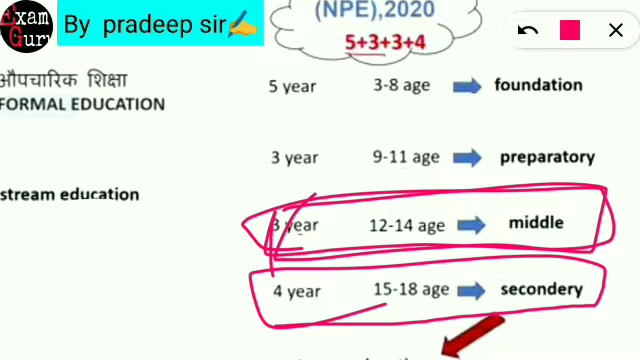 Exam
Guru
By pradeep sir
(NPE),2020
5+3+3+4
औपचारिक शिक्षा
FORMAL EDUCATION
5 year 3-8 age foundation
3 year 9-11 age preparatory
stream education
3 year 12-14 age middle
4 year 15-18 age secondery